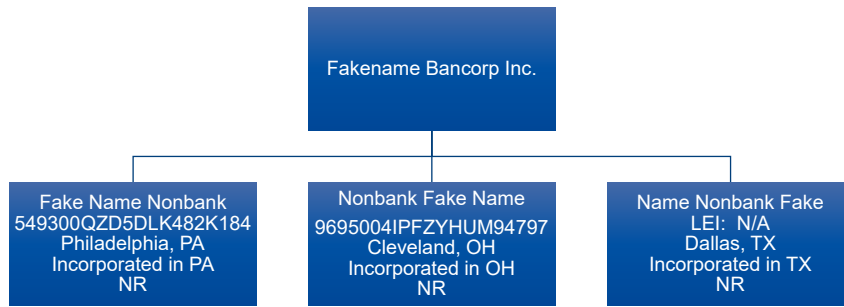 Fakename Bancorp Inc.
Fake Name Nonbank
549300QZD5DLK482K184
Philadelphia, PA
Incorporated in PA
NR
Nonbank Fake Name
9695004IPFZYHUM94797
Cleveland, OH
Incorporated in OH
NR
Name Nonbank Fake
LEI:  N/A
Dallas, TX
Incorporated in TX
NR